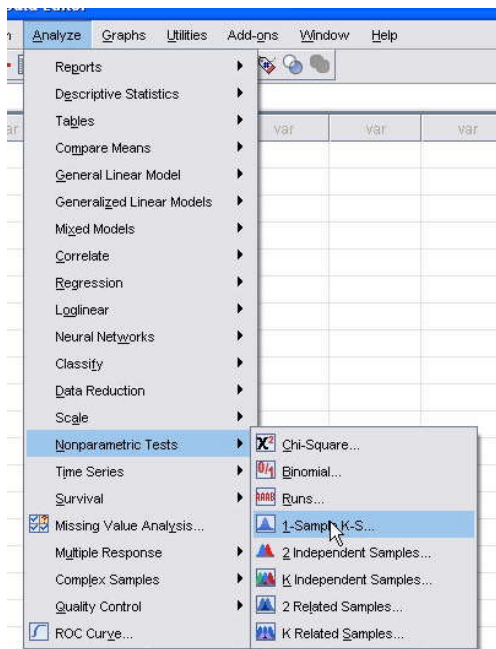 Analyze Graphs Utilities Add-ons Window Help
Reports
Descriptive Statistics
Tables
var var var
Compare Means
General Linear Model
Generalized Linear Models
Mixed Models
Correlate
Regression
Loglinear
Neural Networks
Classify
Data Reduction
Scale
Nonparametric Tests
Time Series
Survival
Missing Value Analysis...
Multiple Response
Complex Samples
Quality Control
ROC Curve...
Chi-Square...
Binomial...
Runs...
1-Sample K-S...
2 Independent Samples...
K Independent Samples...
2 Related Samples...
K Related Samples...